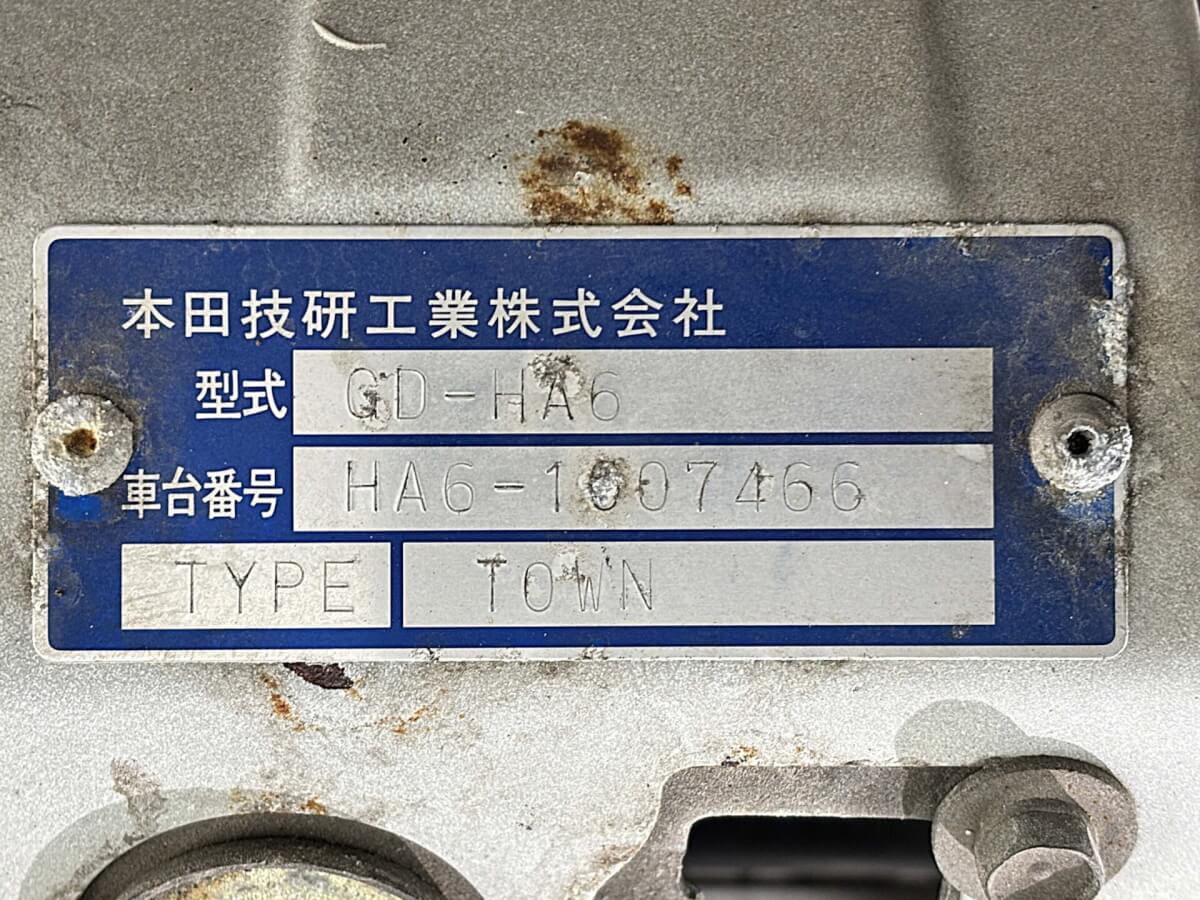 本田技研工業株式会社
型式 GD-HA6
車台番号 HA6-1007466
TYPE TOWN